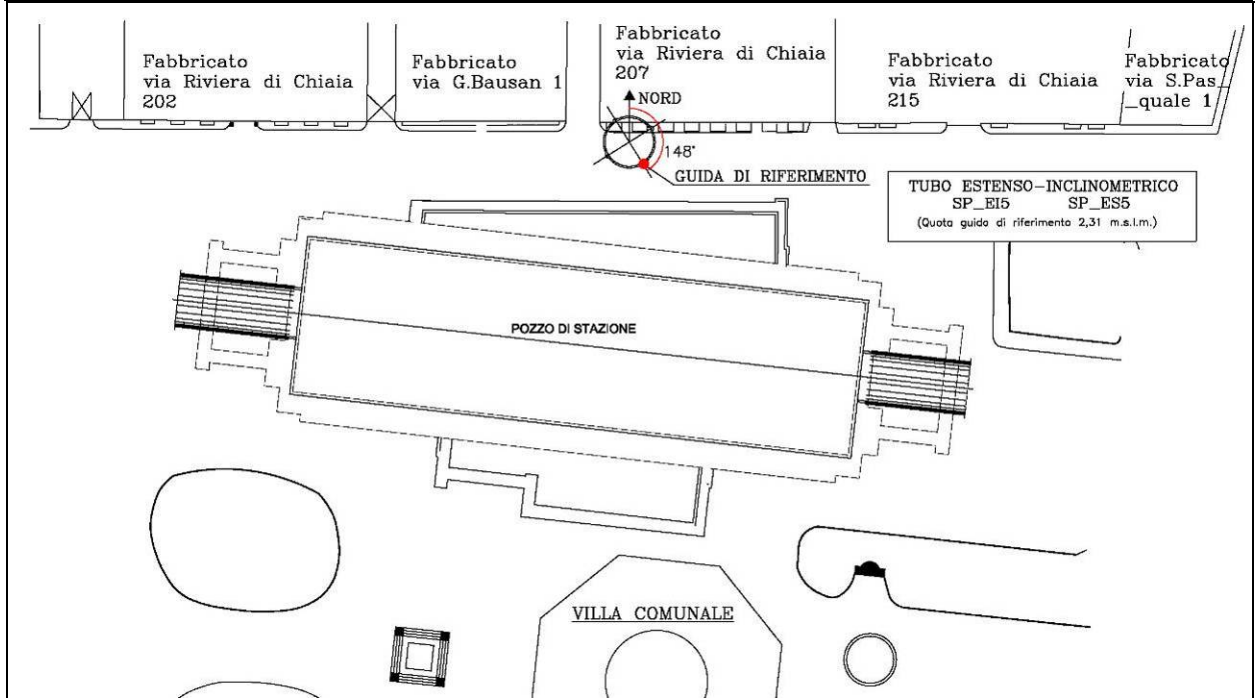 Fabbricato
via Riviera di Chiaia
202
Fabbricato
via G.Bausan 1
Fabbricato
via Riviera di Chiaia
207
Fabbricato
via Riviera di Chiaia
215
Fabbricato
via S.Pas_
_quale 1
NORD
148°
GUIDA DI RIFERIMENTO
TUBO ESTENSO-INCLINOMETRICO
SP_EI5 SP_ES5
(Quota guida di riferimento 2,31 m.s.l.m.)
POZZO DI STAZIONE
VILLA COMUNALE